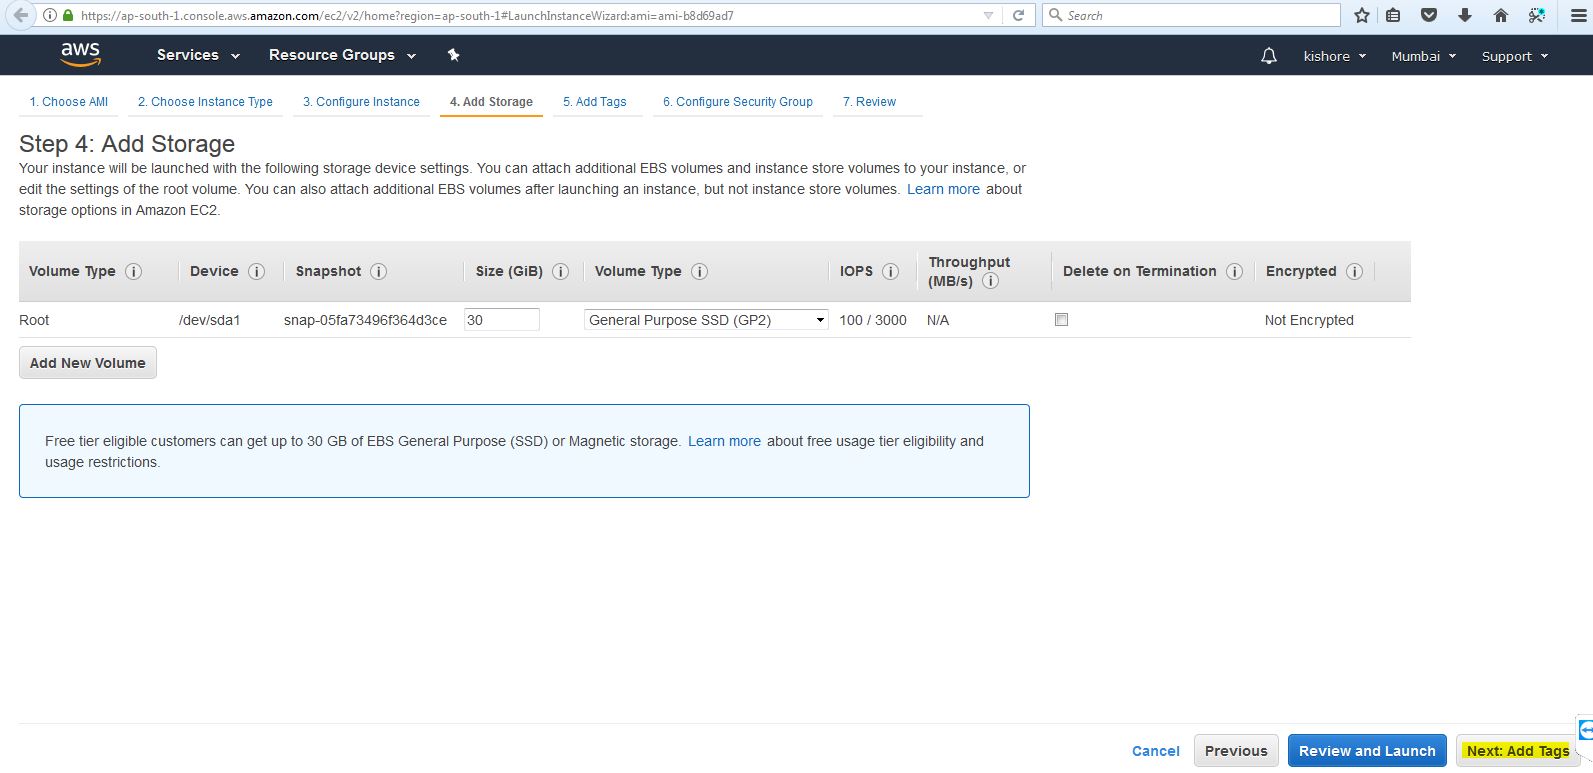 https://ap-south-1.console.aws.amazon.com/ec2/v2/home?region=ap-south-1#LaunchInstanceWizard:ami=ami-b8d69ad7
Search
aws Services Resource Groups kishore Mumbai Support
1. Choose AMI 2. Choose Instance Type 3. Configure Instance 4. Add Storage 5. Add Tags 6. Configure Security Group 7. Review
Step 4: Add Storage
Your instance will be launched with the following storage device settings. You can attach additional EBS volumes and instance store volumes to your instance, or
edit the settings of the root volume. You can also attach additional EBS volumes after launching an instance, but not instance store volumes. Learn more about
storage options in Amazon EC2.
Volume Type i Device i Snapshot i Size (GiB) i Volume Type i IOPS i Throughput (MB/s) i Delete on Termination i Encrypted i
Root /dev/sda1 snap-05fa73496f364d3ce 30 General Purpose SSD (GP2) 100 / 3000 N/A Not Encrypted
Add New Volume
Free tier eligible customers can get up to 30 GB of EBS General Purpose (SSD) or Magnetic storage. Learn more about free usage tier eligibility and
usage restrictions.
Cancel Previous Review and Launch Next: Add Tags